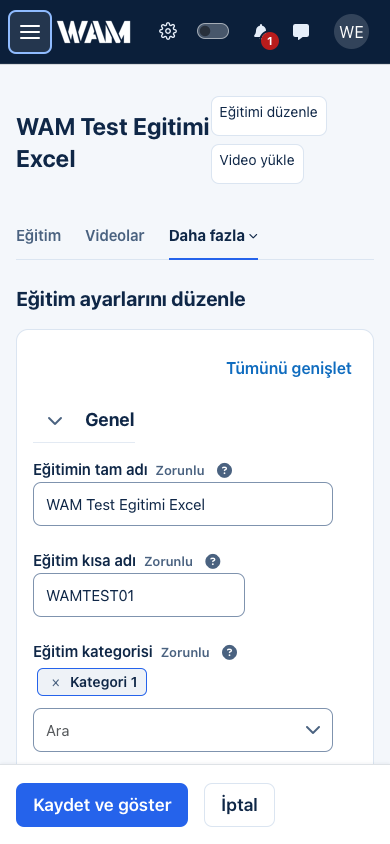 WAM
1
WE
WAM Test Egitimi Excel
Eğitimi düzenle
Video yükle
Eğitim
Videolar
Daha fazla
Eğitim ayarlarını düzenle
Tümünü genişlet
Genel
Eğitimin tam adı Zorunlu ?
WAM Test Egitimi Excel
Eğitim kısa adı Zorunlu ?
WAMTEST01
Eğitim kategorisi Zorunlu ?
× Kategori 1
Ara
Kaydet ve göster
İptal